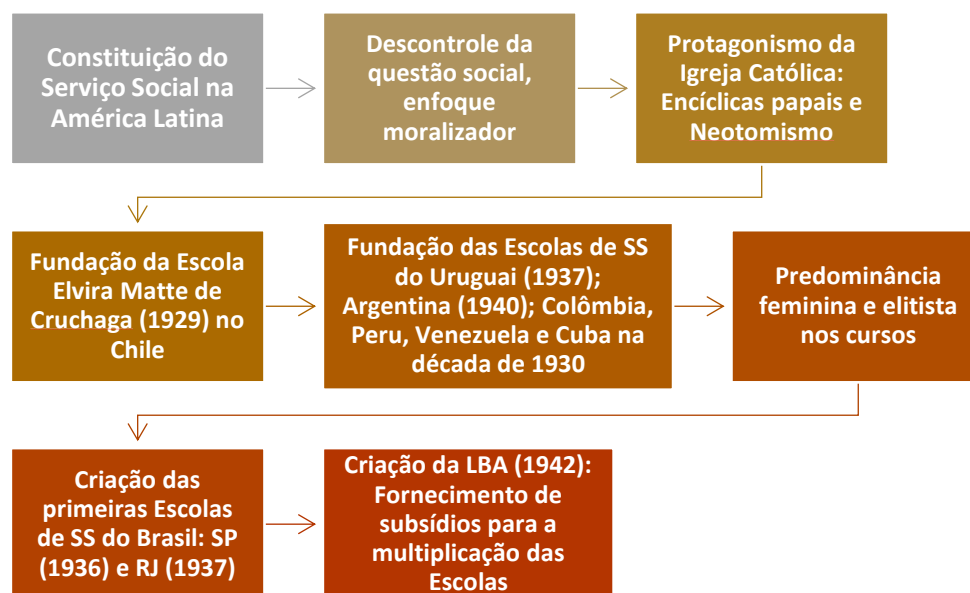 Constituição do
Serviço Social na
América Latina
Descontrole da
questão social,
enfoque
moralizador
Protagonismo da
Igreja Católica:
Encíclicas papais e
Neotomismo
Fundação da Escola
Elvira Matte de
Cruchaga (1929) no
Chile
Fundação das Escolas de SS
do Uruguai (1937);
Argentina (1940); Colômbia,
Peru, Venezuela e Cuba na
década de 1930
Predominância
feminina e elitista
nos cursos
Criação das
primeiras Escolas
de SS do Brasil: SP
(1936) e RJ (1937)
Criação da LBA (1942):
Fornecimento de
subsídios para a
multiplicação das
Escolas